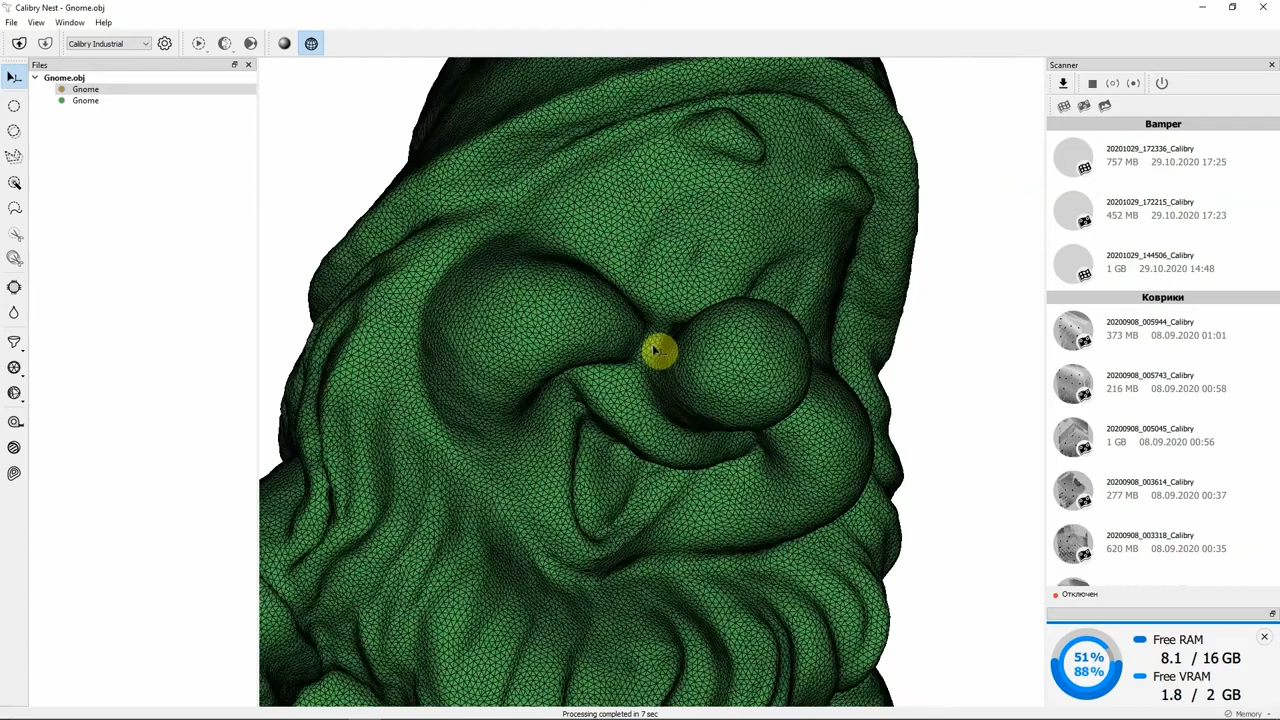 Calibry Nest - Gnome.obj
File View Window Help
Calibry Industrial
Files
Gnome.obj
Gnome
Gnome
Scanner
Bamper
20201029_172336_Calibry
757 MB 29.10.2020 17:25
20201029_172215_Calibry
452 MB 29.10.2020 17:23
20201029_144506_Calibry
1 GB 29.10.2020 14:48
Коврики
20200908_005944_Calibry
373 MB 08.09.2020 01:01
20200908_005743_Calibry
216 MB 08.09.2020 00:58
20200908_005045_Calibry
1 GB 08.09.2020 00:56
20200908_003614_Calibry
277 MB 08.09.2020 00:37
20200908_003318_Calibry
620 MB 08.09.2020 00:35
Отключен
51%
88%
Free RAM
8.1 / 16 GB
Free VRAM
1.8 / 2 GB
Processing completed in 7 sec
Memory